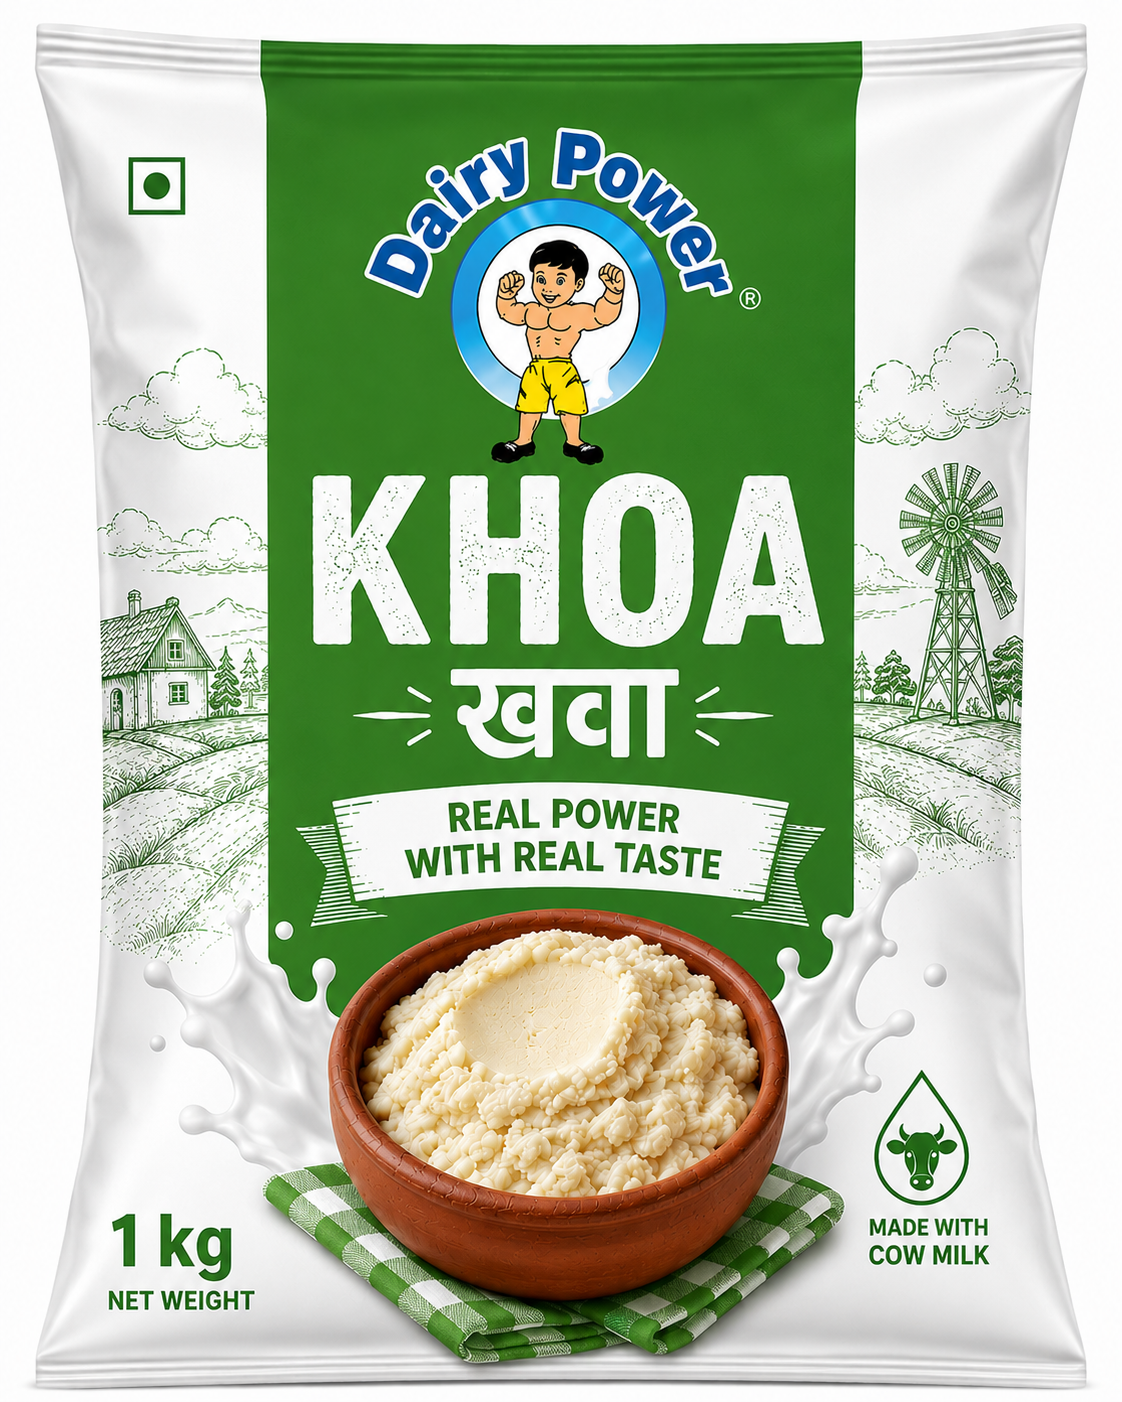 Dairy Power ®
KHOA
खवा
REAL POWER
WITH REAL TASTE
1 kg
NET WEIGHT
MADE WITH
COW MILK